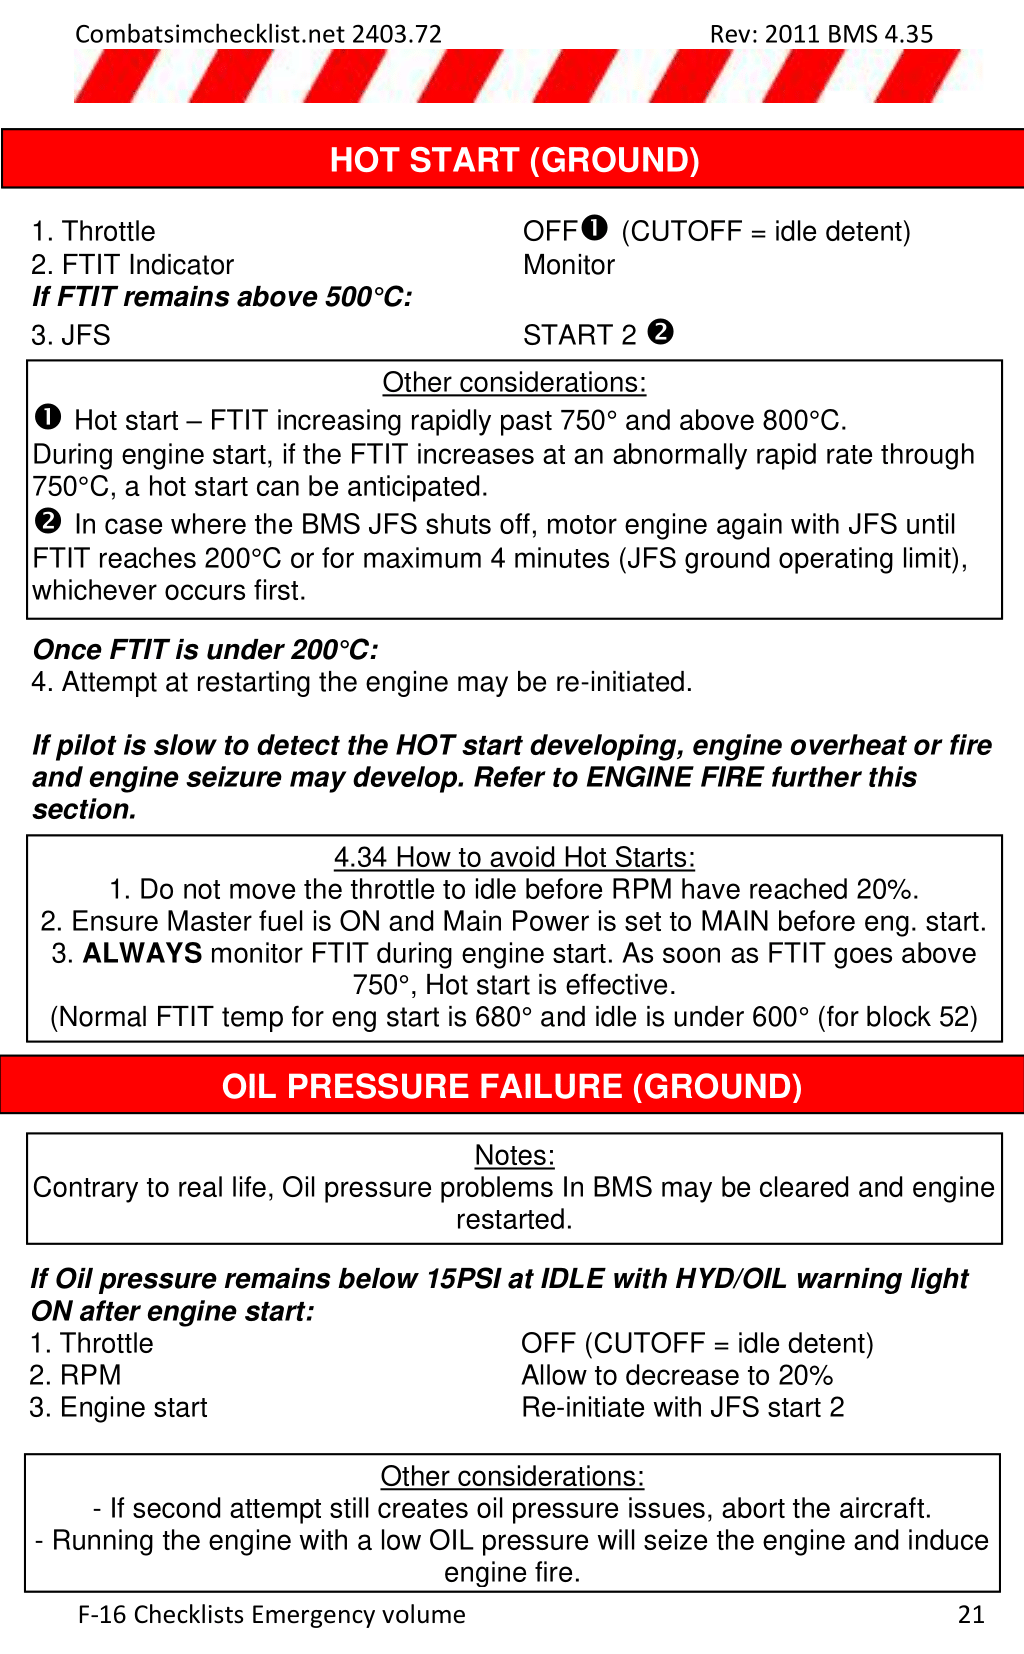 Combatsimchecklist.net 2403.72 Rev: 2011 BMS 4.35
HOT START (GROUND)
1. Throttle OFF❶ (CUTOFF = idle detent)
2. FTIT Indicator Monitor
If FTIT remains above 500°C:
3. JFS START 2 ❷
Other considerations:
❶ Hot start – FTIT increasing rapidly past 750° and above 800°C.
During engine start, if the FTIT increases at an abnormally rapid rate through
750°C, a hot start can be anticipated.
❷ In case where the BMS JFS shuts off, motor engine again with JFS until
FTIT reaches 200°C or for maximum 4 minutes (JFS ground operating limit),
whichever occurs first.
Once FTIT is under 200°C:
4. Attempt at restarting the engine may be re-initiated.
If pilot is slow to detect the HOT start developing, engine overheat or fire
and engine seizure may develop. Refer to ENGINE FIRE further this
section.
4.34 How to avoid Hot Starts:
1. Do not move the throttle to idle before RPM have reached 20%.
2. Ensure Master fuel is ON and Main Power is set to MAIN before eng. start.
3. ALWAYS monitor FTIT during engine start. As soon as FTIT goes above
750°, Hot start is effective.
(Normal FTIT temp for eng start is 680° and idle is under 600° (for block 52)
OIL PRESSURE FAILURE (GROUND)
Notes:
Contrary to real life, Oil pressure problems In BMS may be cleared and engine
restarted.
If Oil pressure remains below 15PSI at IDLE with HYD/OIL warning light
ON after engine start:
1. Throttle OFF (CUTOFF = idle detent)
2. RPM Allow to decrease to 20%
3. Engine start Re-initiate with JFS start 2
Other considerations:
- If second attempt still creates oil pressure issues, abort the aircraft.
- Running the engine with a low OIL pressure will seize the engine and induce
engine fire.
F-16 Checklists Emergency volume 21